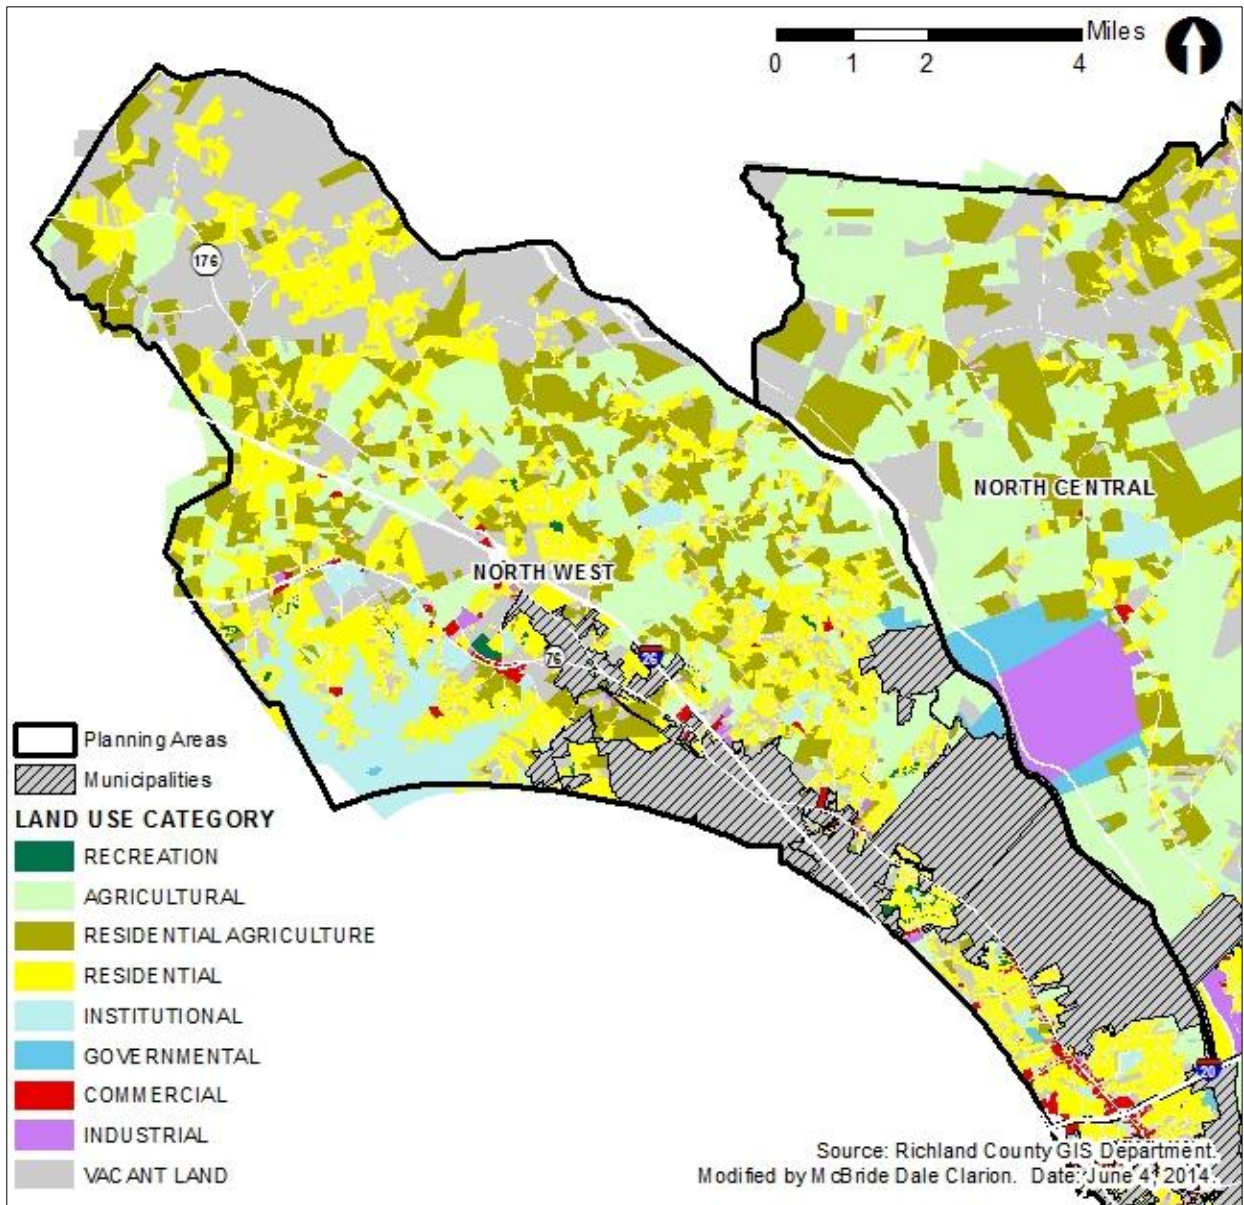 Miles
0 1 2 4
176
NORTH CENTRAL
NORTH WEST
76
26
20
Planning Areas
Municipalities
LAND USE CATEGORY
RECREATION
AGRICULTURAL
RESIDENTIAL AGRICULTURE
RESIDENTIAL
INSTITUTIONAL
GOVERNMENTAL
COMMERCIAL
INDUSTRIAL
VACANT LAND
Source: Richland County GIS Department.
Modified by McBride Dale Clarion. Date: June 4, 2014.